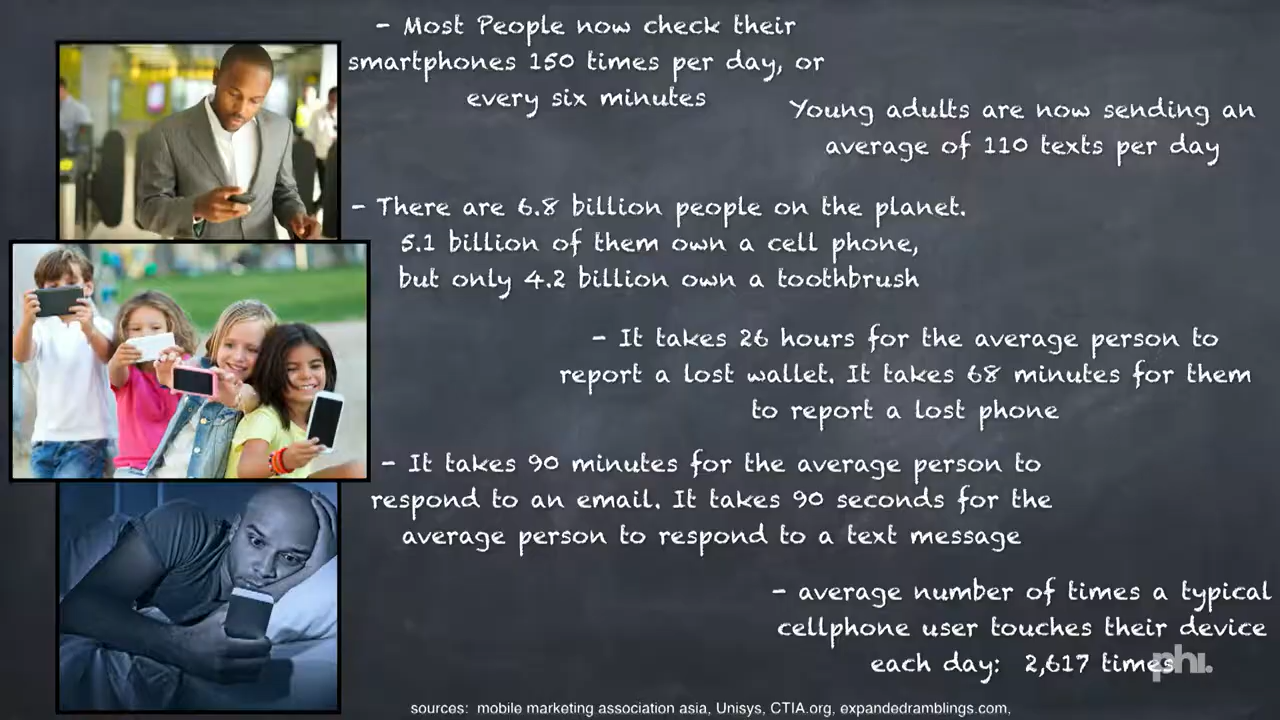 - Most People now check their
smartphones 150 times per day, or
every six minutes
Young adults are now sending an
average of 110 texts per day
- There are 6.8 billion people on the planet.
5.1 billion of them own a cell phone,
but only 4.2 billion own a toothbrush
- It takes 26 hours for the average person to
report a lost wallet. It takes 68 minutes for them
to report a lost phone
- It takes 90 minutes for the average person to
respond to an email. It takes 90 seconds for the
average person to respond to a text message
- average number of times a typical
cellphone user touches their device
each day: 2,617 times
phi.
sources: mobile marketing association asia, Unisys, CTIA.org, expandedramblings.com,